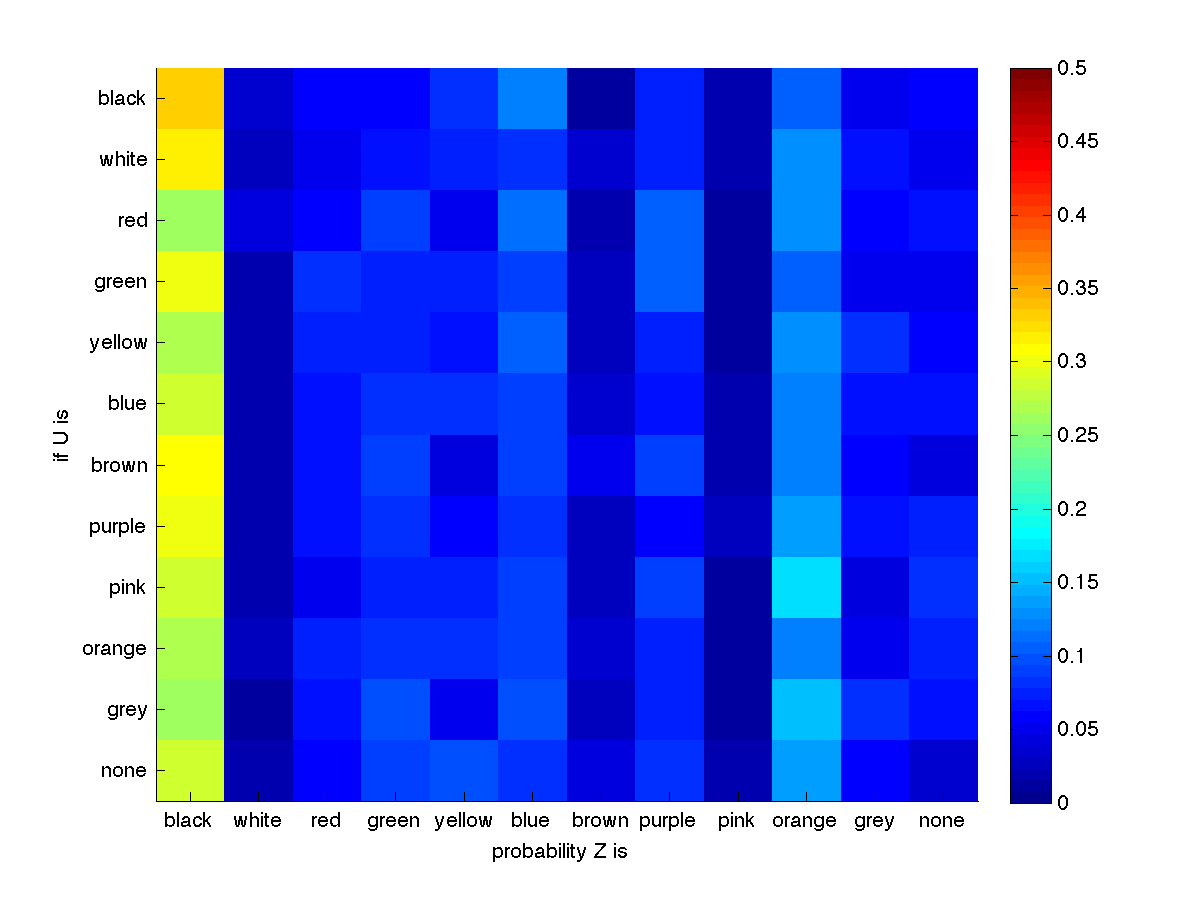 if U is
black
white
red
green
yellow
blue
brown
purple
pink
orange
grey
none
black white red green yellow blue brown purple pink orange grey none
probability Z is
0.5
0.45
0.4
0.35
0.3
0.25
0.2
0.15
0.1
0.05
0